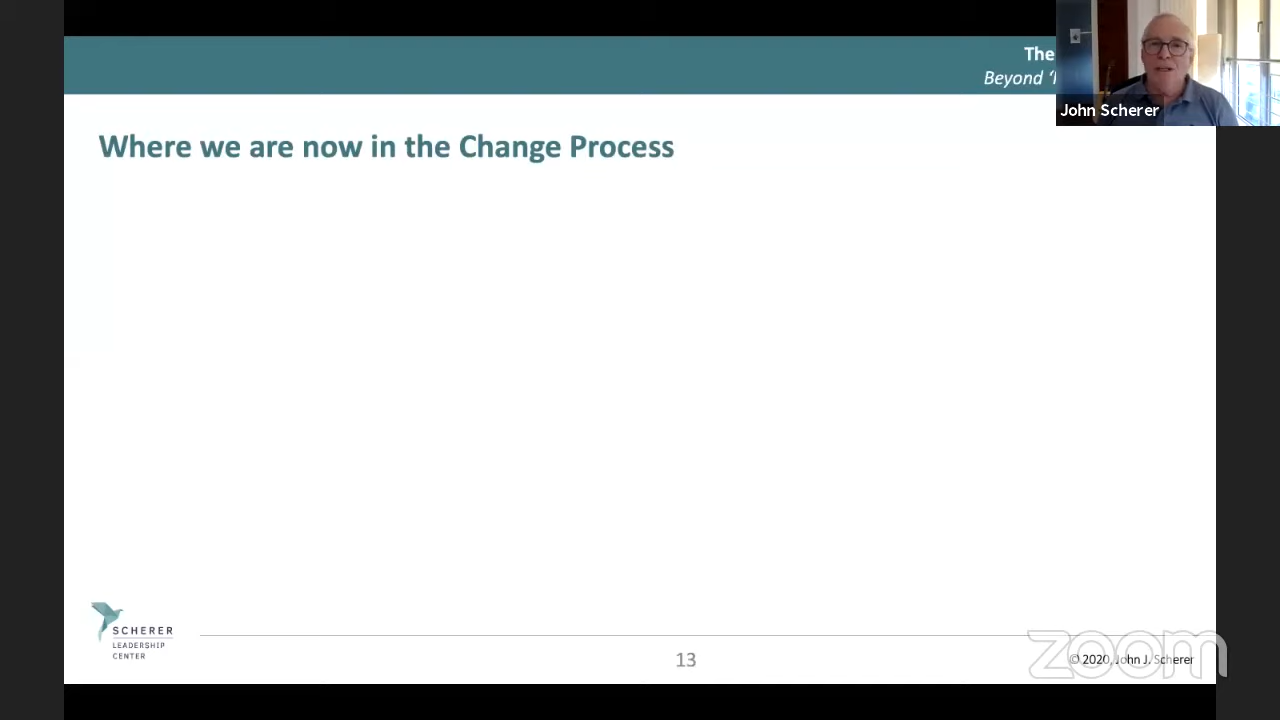 The
Beyond '
John Scherer
Where we are now in the Change Process
SCHERER
LEADERSHIP
CENTER
13
© 2020, John J. Scherer
zoom